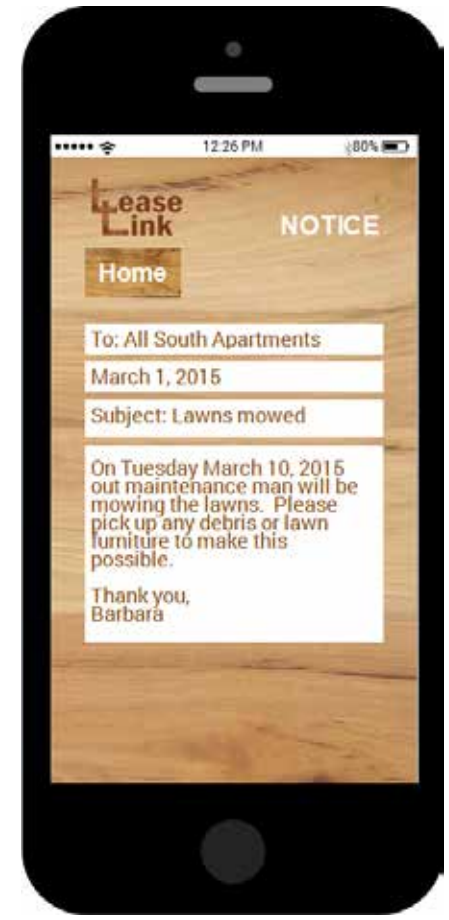 12:26 PM
80%
Lease
Link
NOTICE
Home
To: All South Apartments
March 1, 2015
Subject: Lawns mowed
On Tuesday March 10, 2015
out maintenance man will be
mowing the lawns.  Please
pick up any debris or lawn
furniture to make this
possible.
Thank you,
Barbara